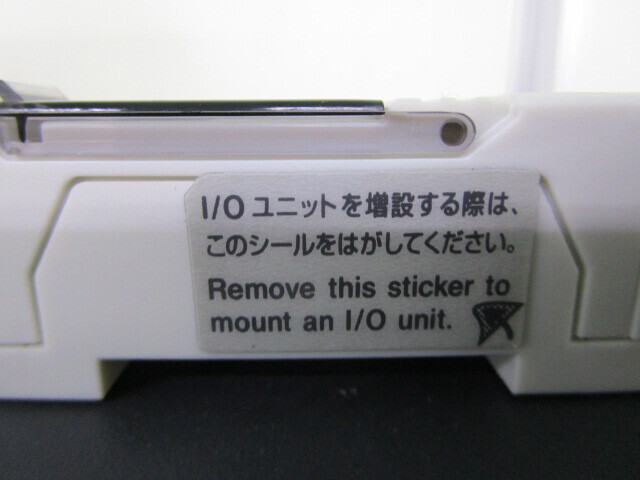 I/Oユニットを増設する際は、
このシールをはがしてください。
Remove this sticker to
mount an I/O unit.